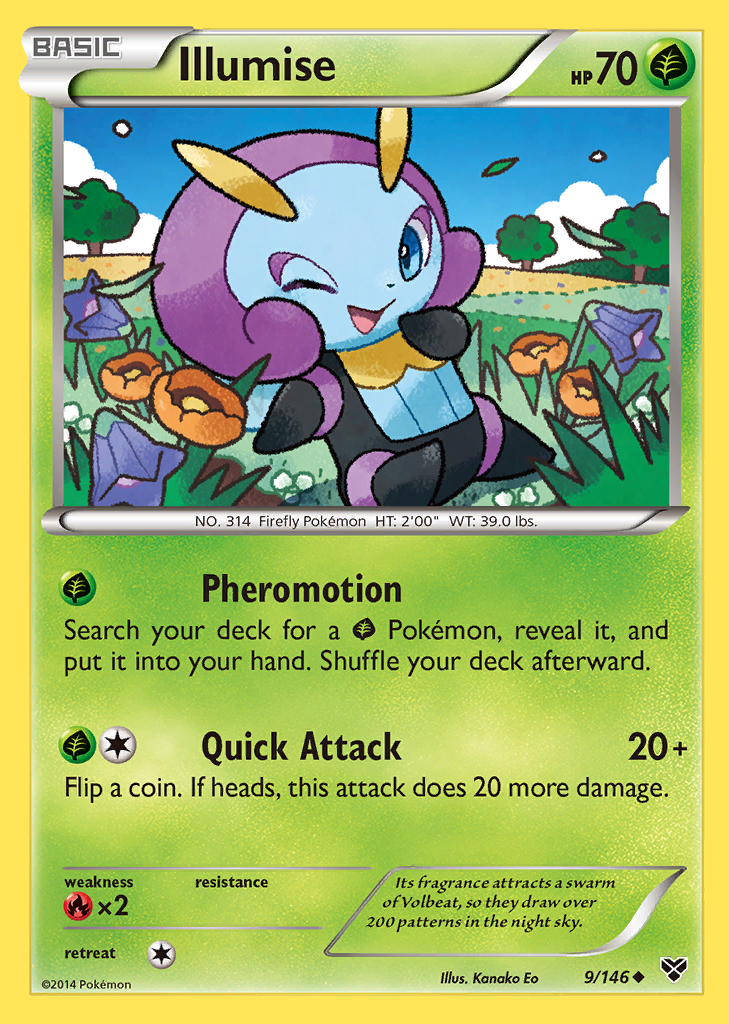 BASIC
Illumise
HP 70
NO. 314 Firefly Pokémon HT: 2'00" WT: 39.0 lbs.
Pheromotion
Search your deck for a Pokémon, reveal it, and
put it into your hand. Shuffle your deck afterward.
Quick Attack 20+
Flip a coin. If heads, this attack does 20 more damage.
weakness resistance
×2
Its fragrance attracts a swarm
of Volbeat, so they draw over
200 patterns in the night sky.
retreat
©2014 Pokémon
Illus. Kanako Eo 9/146